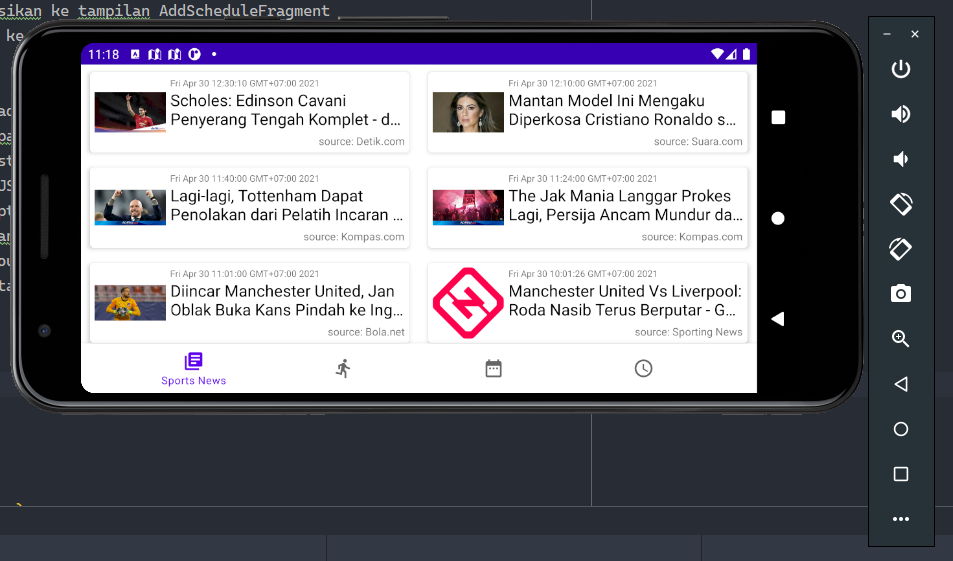 sikan ke tampilan AddScheduleFragment
ke
11:18
Fri Apr 30 12:30:10 GMT+07:00 2021
Scholes: Edinson Cavani
Penyerang Tengah Komplet - d...
source: Detik.com
Fri Apr 30 12:10:00 GMT+07:00 2021
Mantan Model Ini Mengaku
Diperkosa Cristiano Ronaldo s...
source: Suara.com
Fri Apr 30 11:40:00 GMT+07:00 2021
Lagi-lagi, Tottenham Dapat
Penolakan dari Pelatih Incaran ...
source: Kompas.com
Fri Apr 30 11:24:00 GMT+07:00 2021
The Jak Mania Langgar Prokes
Lagi, Persija Ancam Mundur da...
source: Kompas.com
Fri Apr 30 11:01:00 GMT+07:00 2021
Diincar Manchester United, Jan
Oblak Buka Kans Pindah ke Ing...
source: Bola.net
Fri Apr 30 10:01:26 GMT+07:00 2021
Manchester United Vs Liverpool:
Roda Nasib Terus Berputar - G...
source: Sporting News
Sports News